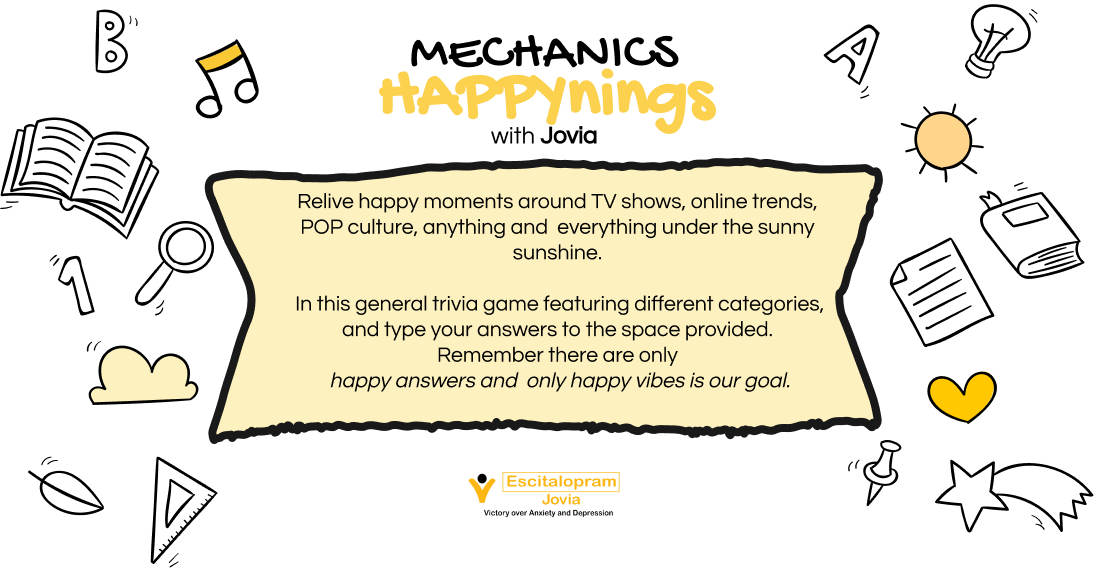 B
A
MECHANICS
HAPPYnings
with Jovia
Relive happy moments around TV shows, online trends,
POP culture, anything and everything under the sunny
sunshine.
In this general trivia game featuring different categories,
and type your answers to the space provided.
Remember there are only
happy answers and only happy vibes is our goal.
1
Escitalopram
Jovia
Victory over Anxiety and Depression